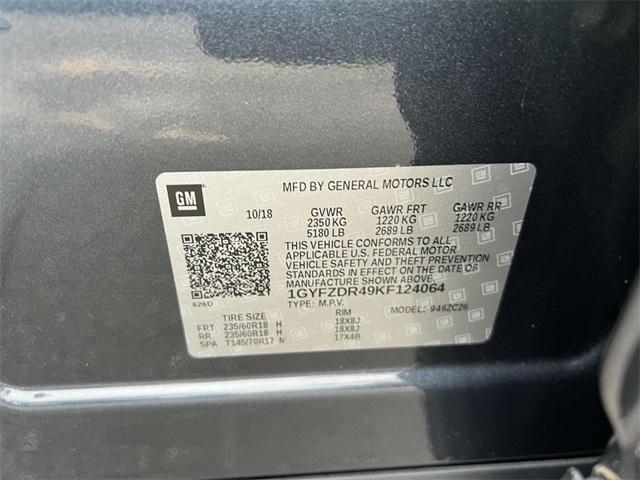 GM MFD BY GENERAL MOTORS LLC
10/18 GVWR GAWR FRT GAWR RR
2350 KG 1220 KG 1220 KG
5180 LB 2689 LB 2689 LB
THIS VEHICLE CONFORMS TO ALL
APPLICABLE U.S. FEDERAL MOTOR
VEHICLE SAFETY AND THEFT PREVENTION
STANDARDS IN EFFECT ON THE DATE OF
MANUFACTURE SHOWN ABOVE.
626D 1GYFZDR49KF124064
TYPE: M.P.V. MODEL: 946ZC26
TIRE SIZE RIM
FRT 235/60R18 H 18X8J
RR 235/60R18 H 18X8J
SPA T145/70R17 M 17X4B